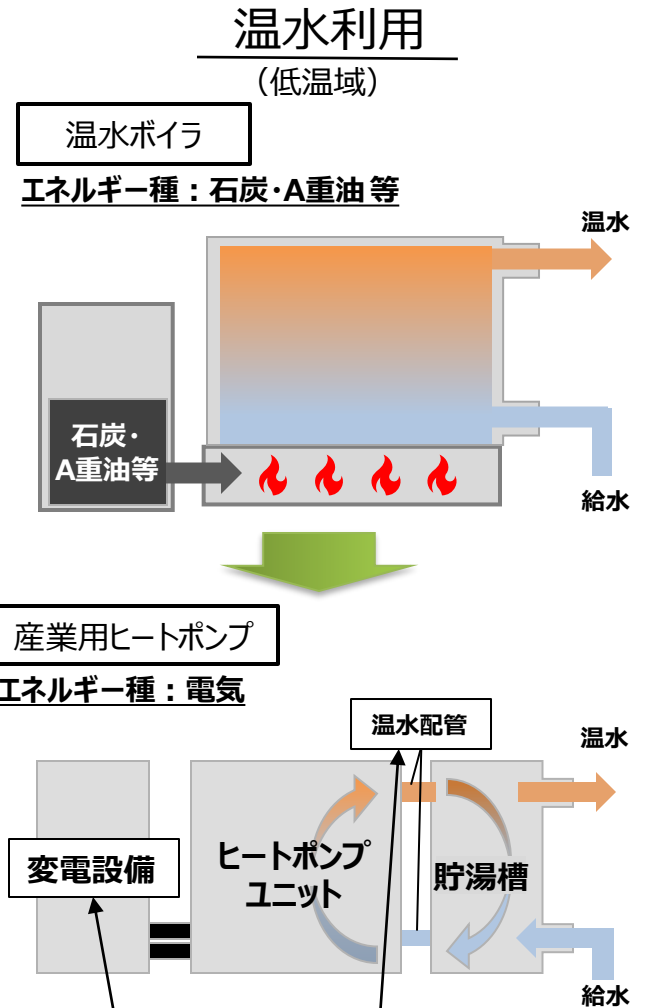 温水利用
（低温域）
温水ボイラ
エネルギー種：石炭・A重油 等
温水
石炭・
A重油等
給水
産業用ヒートポンプ
エネルギー種：電気
温水配管
温水
変電設備
ヒートポンプ
ユニット
貯湯槽
給水